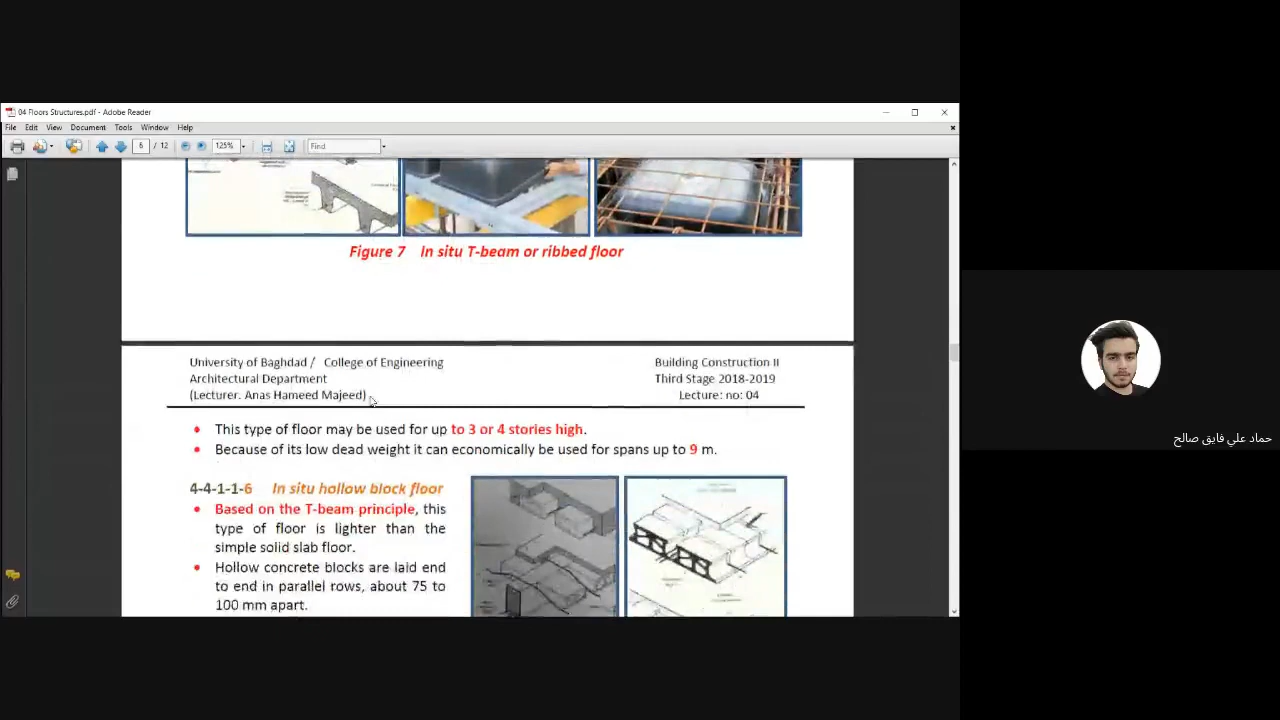 04 Floors Structures.pdf - Adobe Reader
File Edit View Document Tools Window Help
6 / 12 125% Find
Figure 7 In situ T-beam or ribbed floor
University of Baghdad / College of Engineering
Building Construction II
Architectural Department
Third Stage 2018-2019
(Lecturer. Anas Hameed Majeed)
Lecture: no: 04
• This type of floor may be used for up to 3 or 4 stories high.
• Because of its low dead weight it can economically be used for spans up to 9 m.
4-4-1-1-6 In situ hollow block floor
• Based on the T-beam principle, this
type of floor is lighter than the
simple solid slab floor.
• Hollow concrete blocks are laid end
to end in parallel rows, about 75 to
100 mm apart.
حماد علي فايق صالح